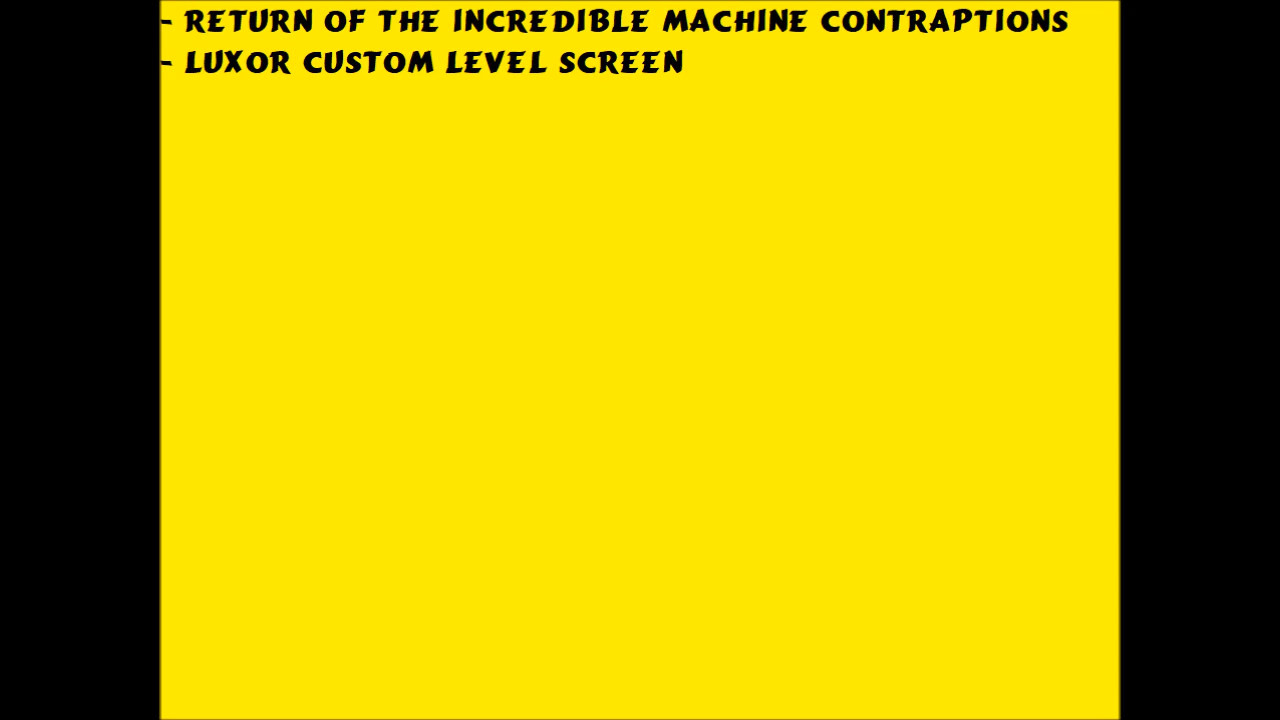 - RETURN OF THE INCREDIBLE MACHINE CONTRAPTIONS
- LUXOR CUSTOM LEVEL SCREEN